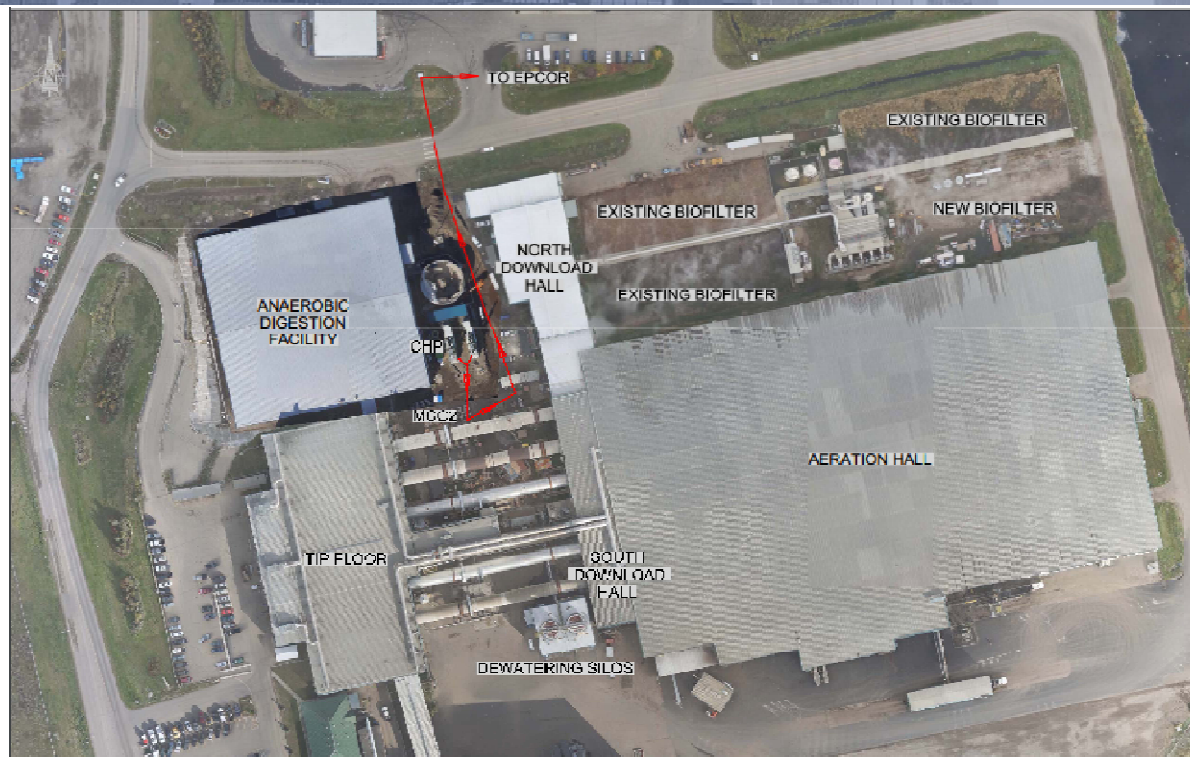 TO EPCOR
EXISTING BIOFILTER
EXISTING BIOFILTER
NEW BIOFILTER
NORTH
DOWNLOAD
HALL
EXISTING BIOFILTER
ANAEROBIC
DIGESTION
FACILITY
CHP
AERATION HALL
TIP FLOOR
SOUTH
DOWNLOAD
HALL
DEWATERING SILOS